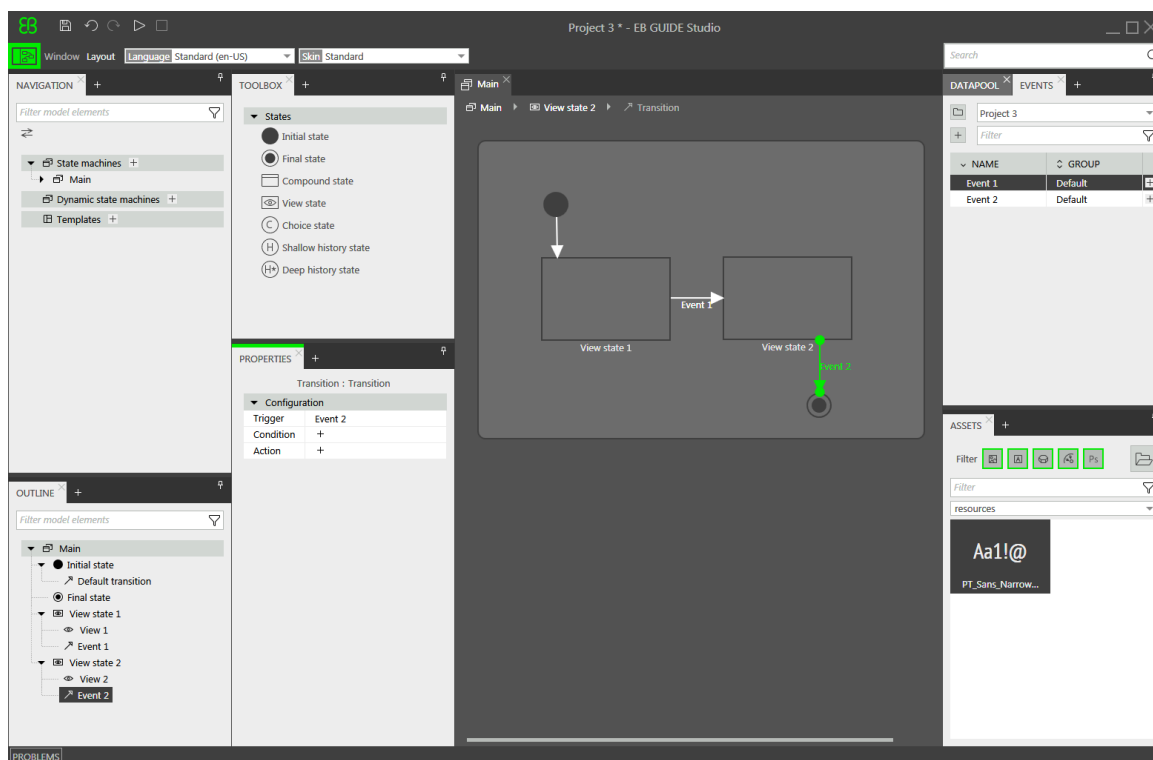 EB
Project 3 * - EB GUIDE Studio
Window Layout Language Standard (en-US) Skin Standard
Search
NAVIGATION
Filter model elements
State machines
Main
Dynamic state machines
Templates
OUTLINE
Filter model elements
Main
Initial state
Default transition
Final state
View state 1
View 1
Event 1
View state 2
View 2
Event 2
TOOLBOX
States
Initial state
Final state
Compound state
View state
C Choice state
H Shallow history state
H* Deep history state
PROPERTIES
Transition : Transition
Configuration
Trigger Event 2
Condition +
Action +
Main
Main View state 2 Transition
Event 1
View state 1
View state 2
Event 2
DATAPOOL EVENTS
Project 3
Filter
NAME GROUP
Event 1 Default
Event 2 Default
ASSETS
Filter A Ps
Filter
resources
Aa1!@
PT_Sans_Narrow...
PROBLEMS